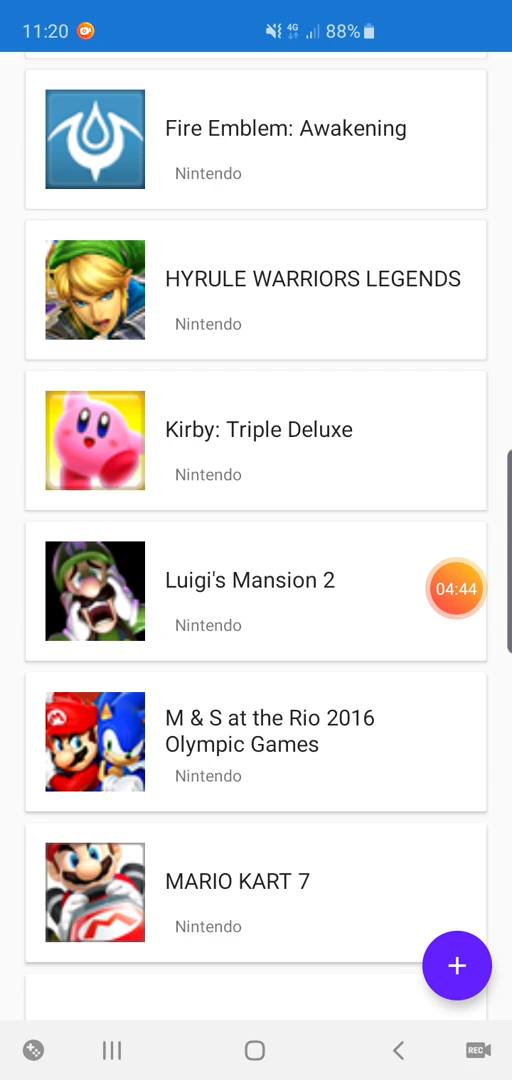 11:20 4G 88%
Fire Emblem: Awakening
Nintendo
HYRULE WARRIORS LEGENDS
Nintendo
Kirby: Triple Deluxe
Nintendo
Luigi's Mansion 2
Nintendo
04:44
M & S at the Rio 2016
Olympic Games
Nintendo
MARIO KART 7
Nintendo
+
REC